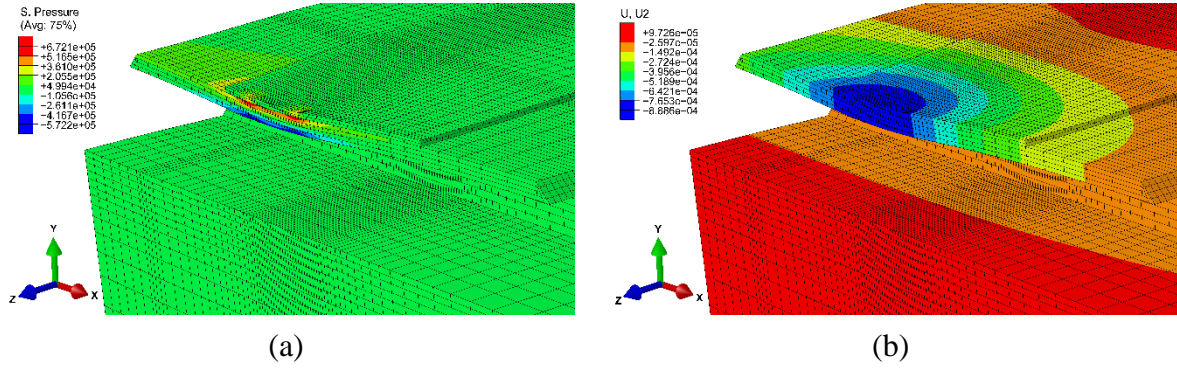 S. Pressure
(Avg: 75%)
+6.721e+05
+5.165e+05
+3.610e+05
+2.055e+05
+4.994e+04
−1.056e+05
−2.611e+05
−4.167e+05
−5.722e+05
Y
Z
X
(a)
U, U2
+9.726e−05
−2.597e−05
−1.492e−04
−2.724e−04
−3.956e−04
−5.189e−04
−6.421e−04
−7.653e−04
−8.886e−04
Y
Z
X
(b)